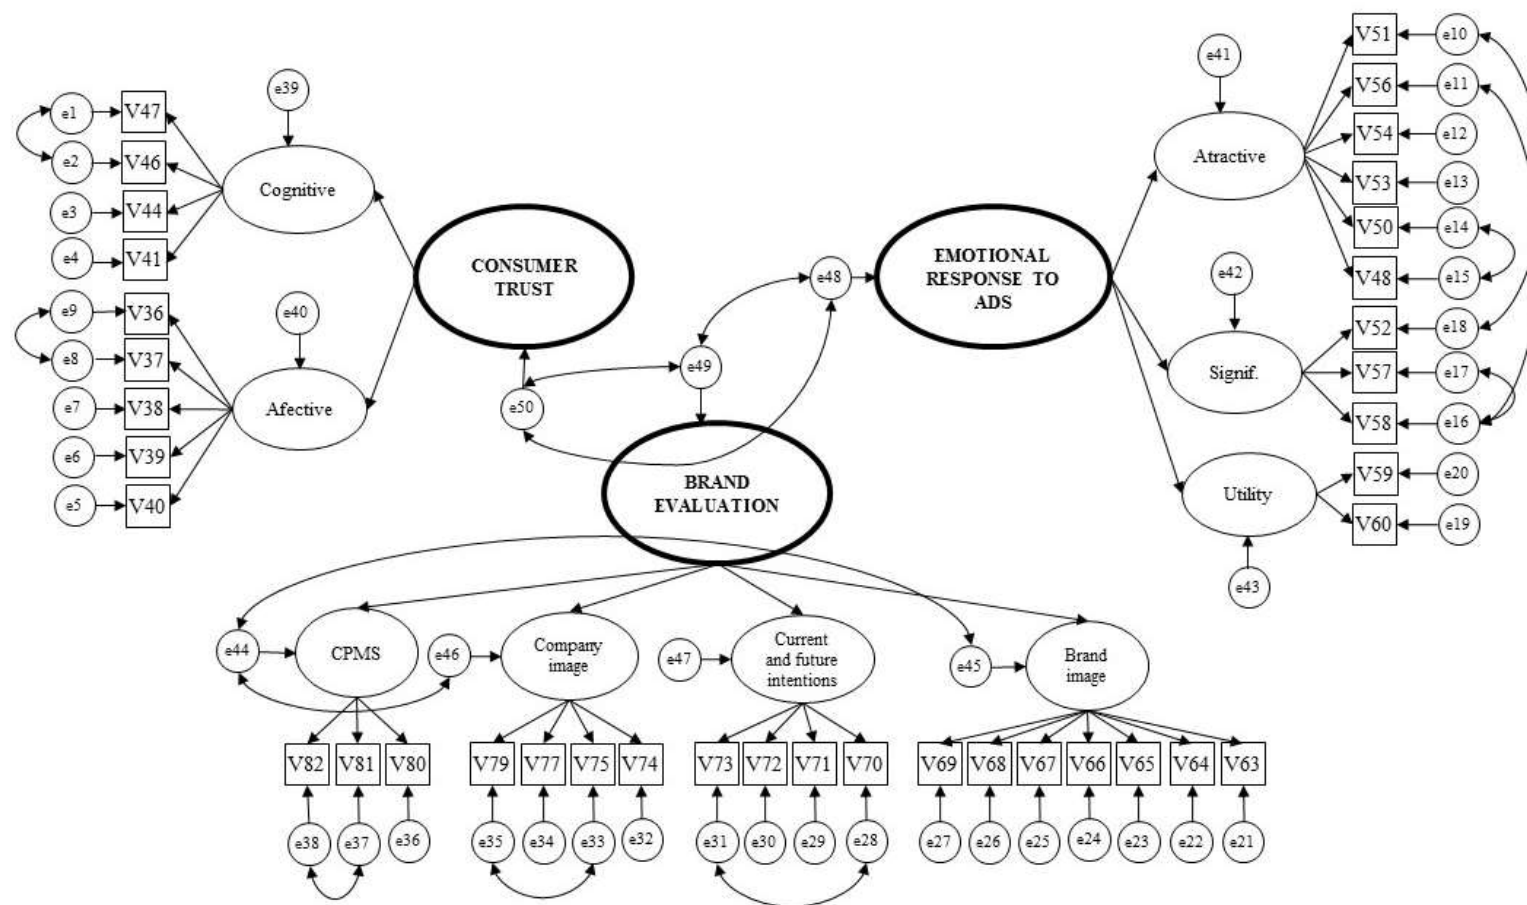 V51
e10
e41
V56
e11
e39
e1
V47
V54
e12
e2
V46
Atractive
Cognitive
V53
e13
e3
V44
V50
e14
e4
V41
CONSUMER
TRUST
EMOTIONAL
RESPONSE TO
ADS
e48
e42
V48
e15
e9
V36
e40
V52
e18
e8
V37
e49
Signif.
V57
e17
e7
V38
Afective
e50
V58
e16
e6
V39
V59
e20
e5
V40
BRAND
EVALUATION
Utility
V60
e19
e43
e44
CPMS
e46
Company
image
e47
Current
and future
intentions
e45
Brand
image
V82
V81
V80
V79
V77
V75
V74
V73
V72
V71
V70
V69
V68
V67
V66
V65
V64
V63
e38
e37
e36
e35
e34
e33
e32
e31
e30
e29
e28
e27
e26
e25
e24
e23
e22
e21